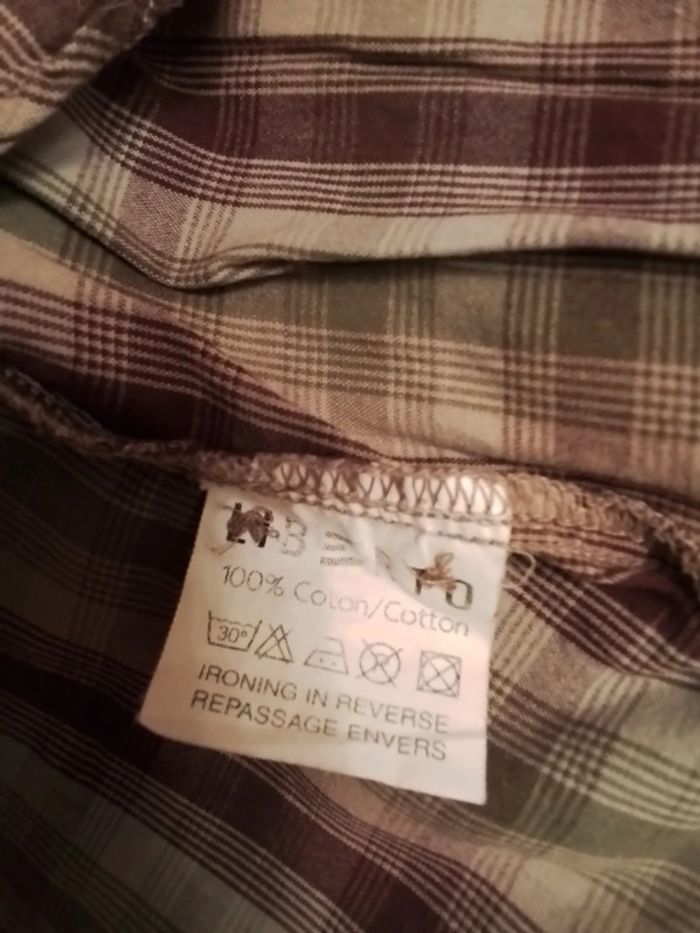 100% Coton/Cotton
30°
IRONING IN REVERSE
REPASSAGE ENVERS